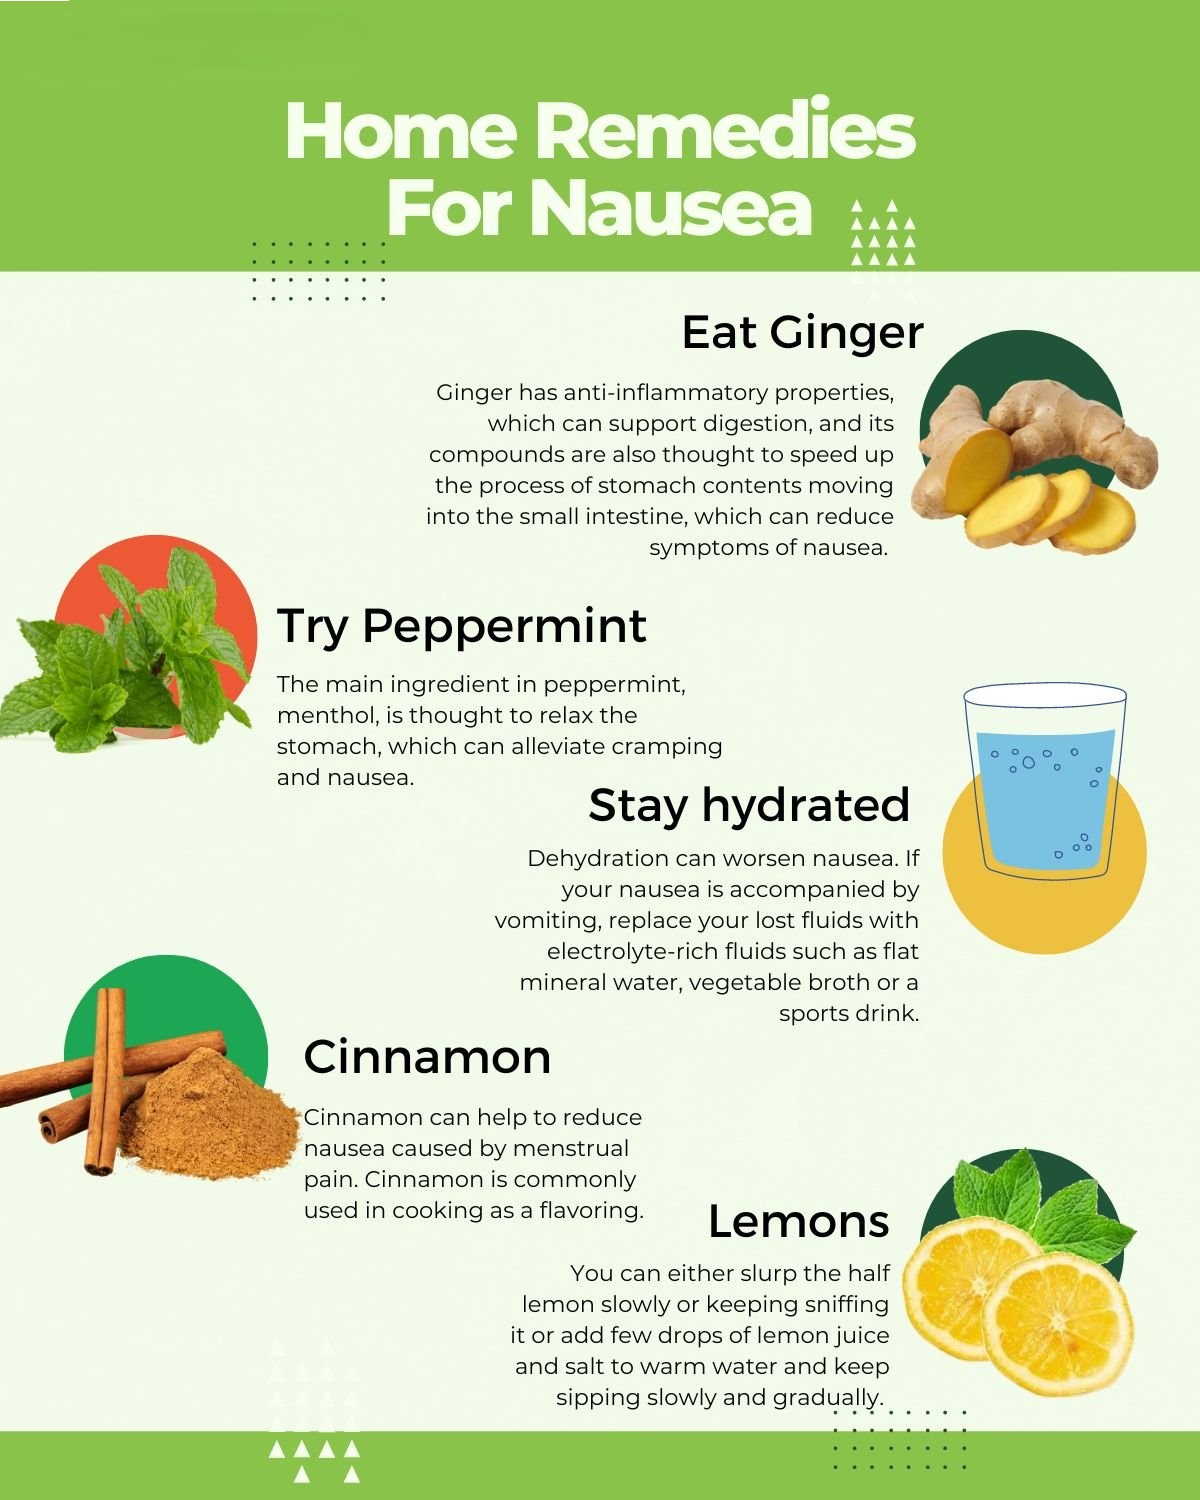 Home Remedies
For Nausea
Eat Ginger
Ginger has anti-inflammatory properties,
which can support digestion, and its
compounds are also thought to speed up
the process of stomach contents moving
into the small intestine, which can reduce
symptoms of nausea.
Try Peppermint
The main ingredient in peppermint,
menthol, is thought to relax the
stomach, which can alleviate cramping
and nausea.
Stay hydrated
Dehydration can worsen nausea. If
your nausea is accompanied by
vomiting, replace your lost fluids with
electrolyte-rich fluids such as flat
mineral water, vegetable broth or a
sports drink.
Cinnamon
Cinnamon can help to reduce
nausea caused by menstrual
pain. Cinnamon is commonly
used in cooking as a flavoring.
Lemons
You can either slurp the half
lemon slowly or keeping sniffing
it or add few drops of lemon juice
and salt to warm water and keep
sipping slowly and gradually.